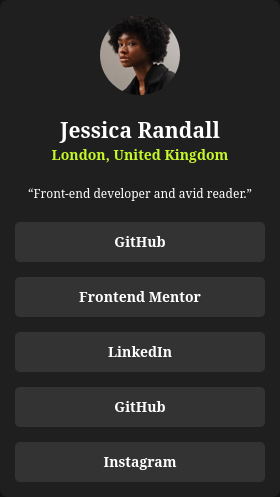 Jessica Randall
London, United Kingdom
“Front-end developer and avid reader.”
GitHub
Frontend Mentor
LinkedIn
GitHub
Instagram